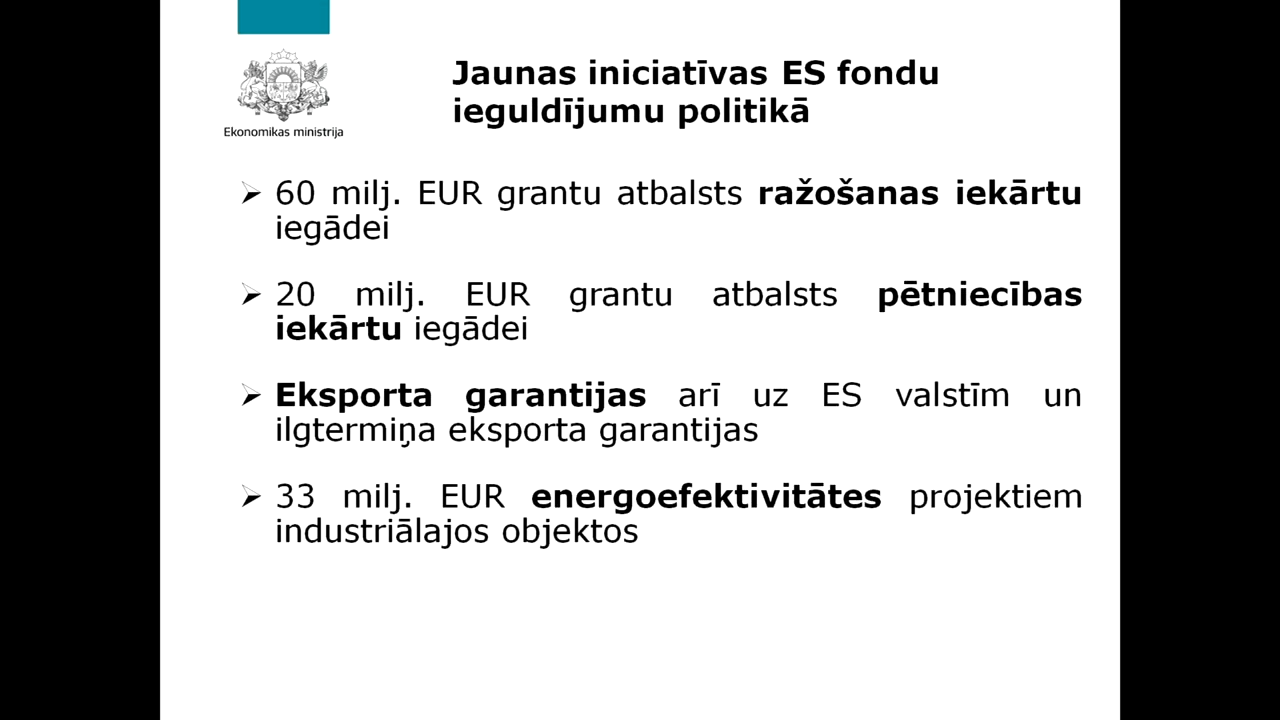 Ekonomikas ministrija
Jaunas iniciatīvas ES fondu
ieguldījumu politikā
➢ 60 milj. EUR grantu atbalsts ražošanas iekārtu
iegādei
➢ 20 milj. EUR grantu atbalsts pētniecības
iekārtu iegādei
➢ Eksporta garantijas arī uz ES valstīm un
ilgtermiņa eksporta garantijas
➢ 33 milj. EUR energoefektivitātes projektiem
industriālajos objektos